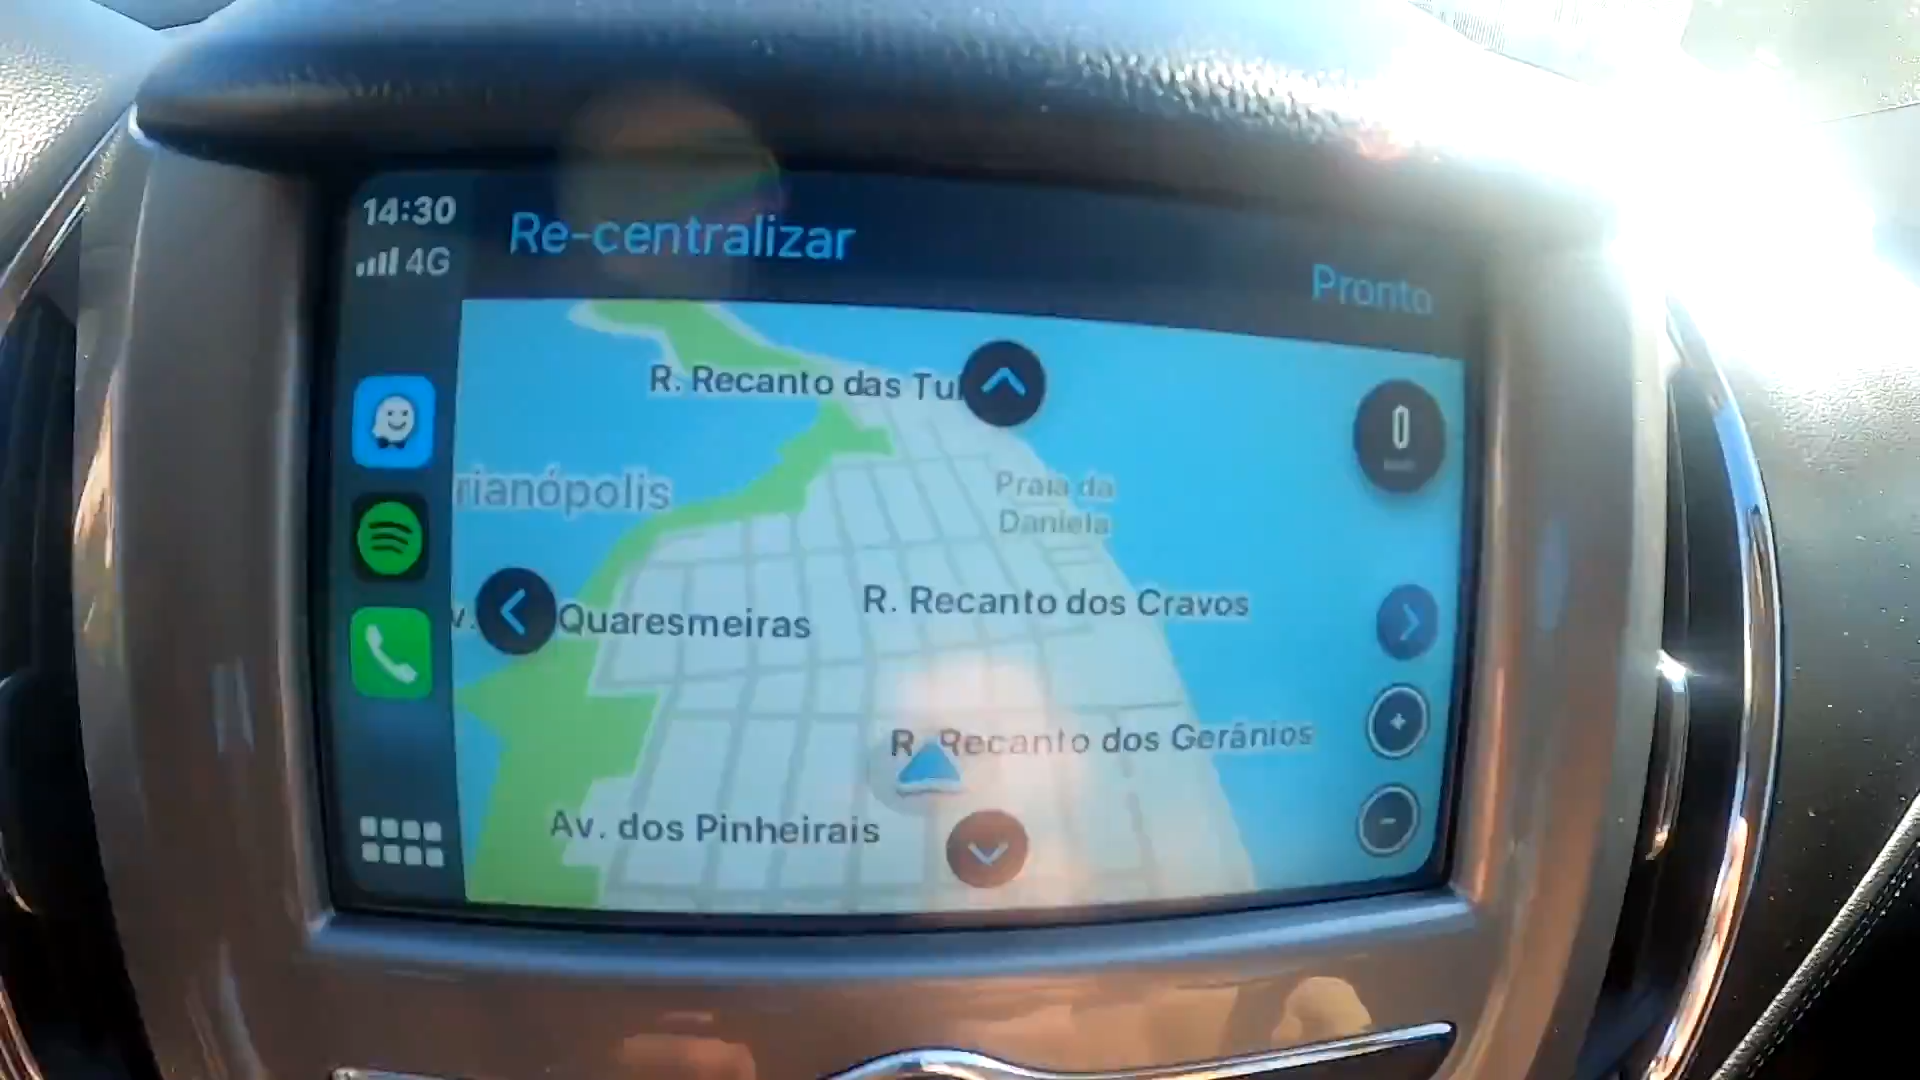 14:30
4G
Re-centralizar
Pronto
R. Recanto das Tul
0
rianópolis
Praia da
Daniela
v. Quaresmeiras
R. Recanto dos Cravos
R. Recanto dos Gerânios
Av. dos Pinheirais